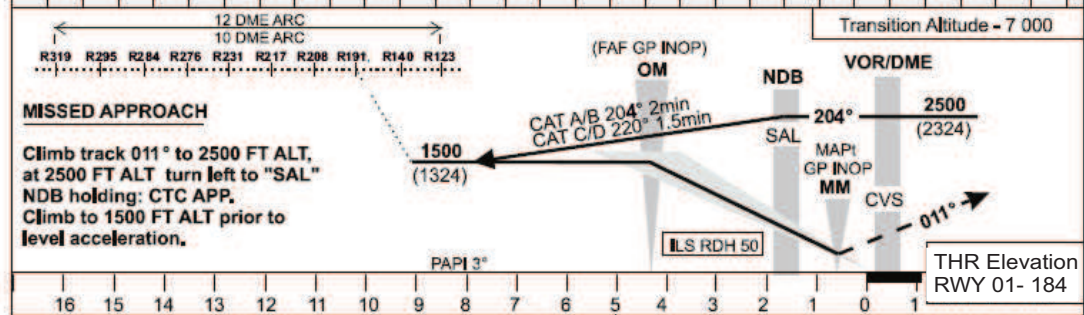 12 DME ARC
10 DME ARC
R319 R295 R284 R276 R231 R217 R208 R191. R140 R123
Transition Altitude - 7 000
(FAF GP INOP)
OM
NDB
VOR/DME
MISSED APPROACH
Climb track 011° to 2500 FT ALT,
at 2500 FT ALT turn left to "SAL"
NDB holding: CTC APP.
Climb to 1500 FT ALT prior to
level acceleration.
CAT A/B 204° 2min
CAT C/D 220° 1.5min
204°
2500
(2324)
SAL
1500
(1324)
MAPt
GP INOP
MM
CVS
011°
ILS RDH 50
PAPI 3°
THR Elevation
RWY 01- 184
16 15 14 13 12 11 10 9 8 7 6 5 4 3 2 1 0 1